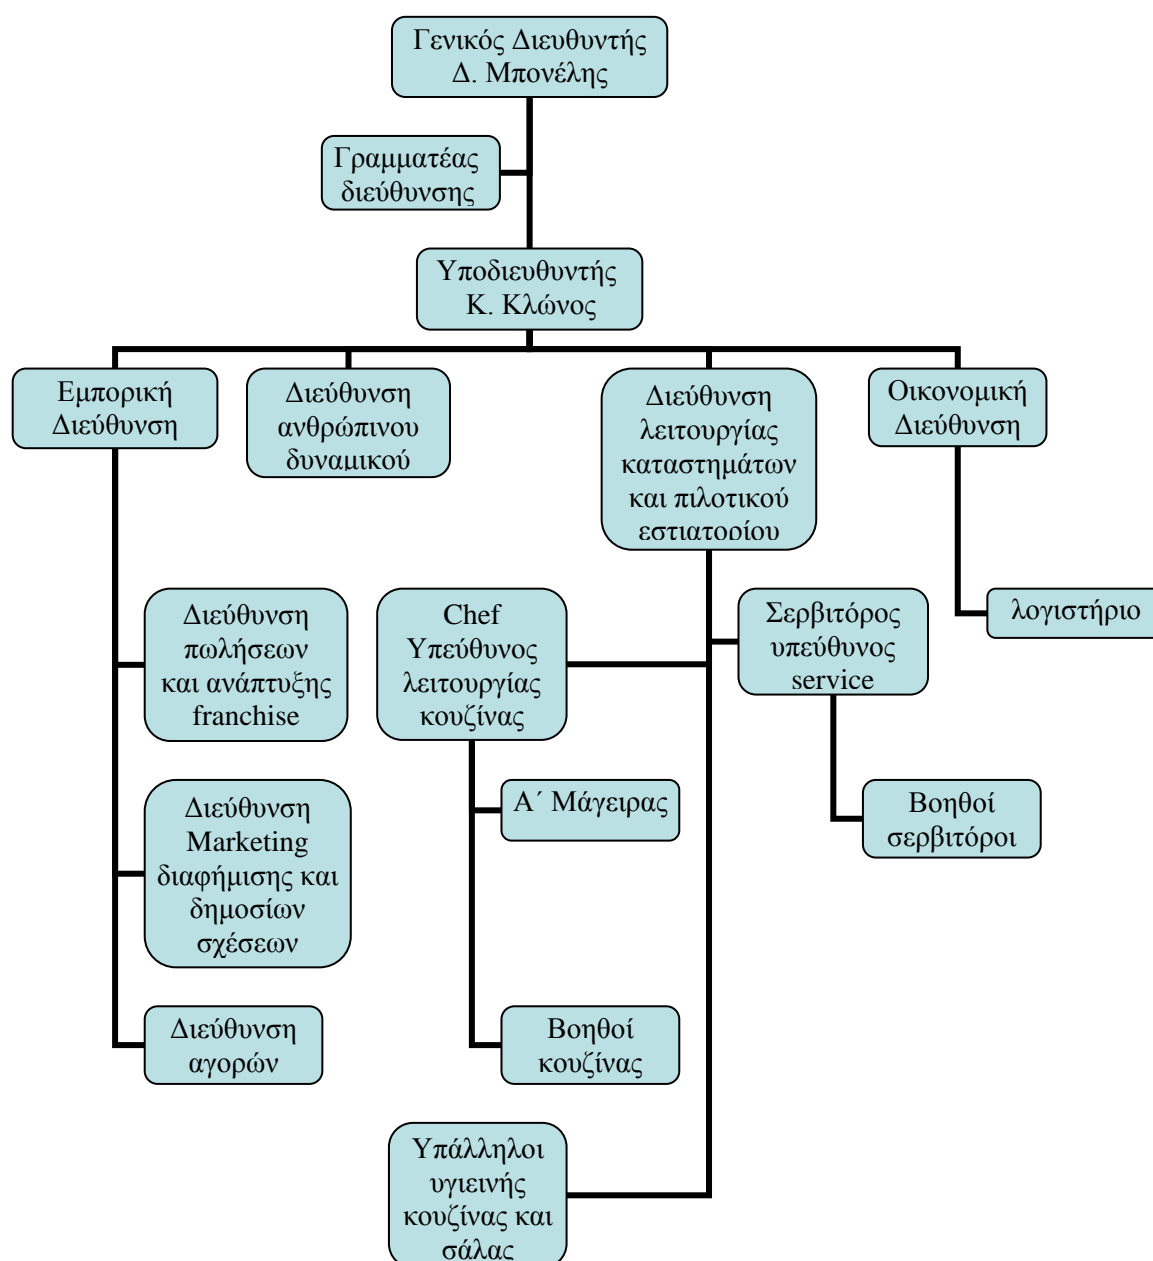 Γενικός Διευθυντής
Δ. Μπονέλης
Γραμματέας
διεύθυνσης
Υποδιευθυντής
Κ. Κλώνος
Εμπορική
Διεύθυνση
Διεύθυνση
ανθρώπινου
δυναμικού
Διεύθυνση
λειτουργίας
καταστημάτων
και πιλοτικού
εστιατορίου
Οικονομική
Διεύθυνση
Διεύθυνση
πωλήσεων
και ανάπτυξης
franchise
Chef
Υπεύθυνος
λειτουργίας
κουζίνας
Σερβιτόρος
υπεύθυνος
service
λογιστήριο
Διεύθυνση
Marketing
διαφήμισης και
δημοσίων
σχέσεων
Α΄ Μάγειρας
Βοηθοί
σερβιτόροι
Διεύθυνση
αγορών
Βοηθοί
κουζίνας
Υπάλληλοι
υγιεινής
κουζίνας και
σάλας